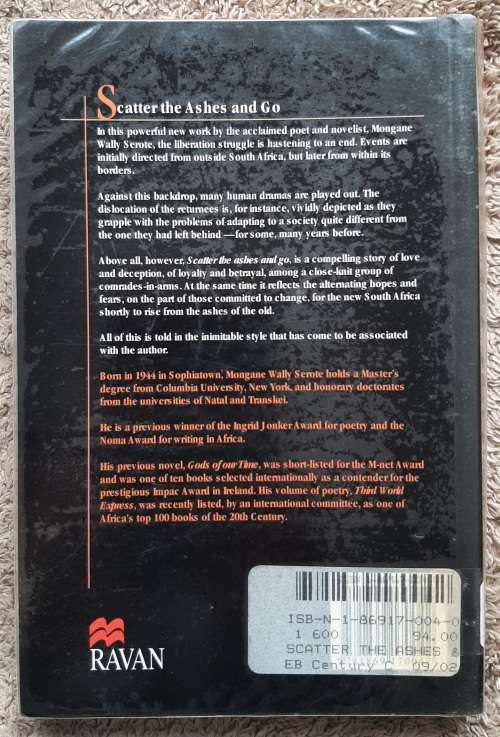 Scatter the Ashes and Go
In this powerful new work by the acclaimed poet and novelist, Mongane
Wally Serote, the liberation struggle is hastening to an end. Events are
initially directed from outside South Africa, but later from within its
borders.
Against this backdrop, many human dramas are played out. The
dislocation of the returnees is, for instance, vividly depicted as they
grapple with the problems of adapting to a society quite different from
the one they had left behind —for some, many years before.
Above all, however, Scatter the ashes and go, is a compelling story of love
and deception, of loyalty and betrayal, among a close-knit group of
comrades-in-arms. At the same time it reflects the alternating hopes and
fears, on the part of those committed to change, for the new South Africa
shortly to rise from the ashes of the old.
All of this is told in the inimitable style that has come to be associated
with the author.
Born in 1944 in Sophiatown, Mongane Wally Serote holds a Master's
degree from Columbia University, New York, and honorary doctorates
from the universities of Natal and Transkei.
He is a previous winner of the Ingrid Jonker Award for poetry and the
Noma Award for writing in Africa.
His previous novel, Gods of our Time, was short-listed for the M-net Award
and was one of ten books selected internationally as a contender for the
prestigious Impac Award in Ireland. His volume of poetry, Third World
Express, was recently listed, by an international committee, as one of
Africa's top 100 books of the 20th Century.
ISB-N-1-86917-004-0
1 600 94.00
SCATTER THE ASHES &
EB Century C 09/02
RAVAN